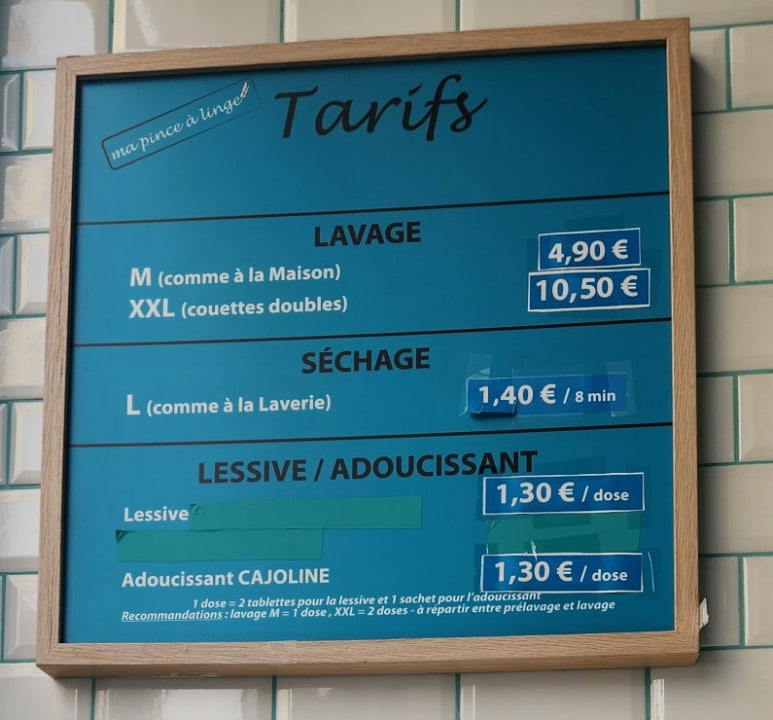 ma pince à linge
Tarifs
LAVAGE
M (comme à la Maison) 4,90 €
XXL (couettes doubles) 10,50 €
SÉCHAGE
L (comme à la Laverie) 1,40 € / 8 min
LESSIVE / ADOUCISSANT
Lessive 1,30 € / dose
Adoucissant CAJOLINE 1,30 € / dose
1 dose = 2 tablettes pour la lessive et 1 sachet pour l'adoucissant
Recommandations : lavage M = 1 dose , XXL = 2 doses - à répartir entre prélavage et lavage